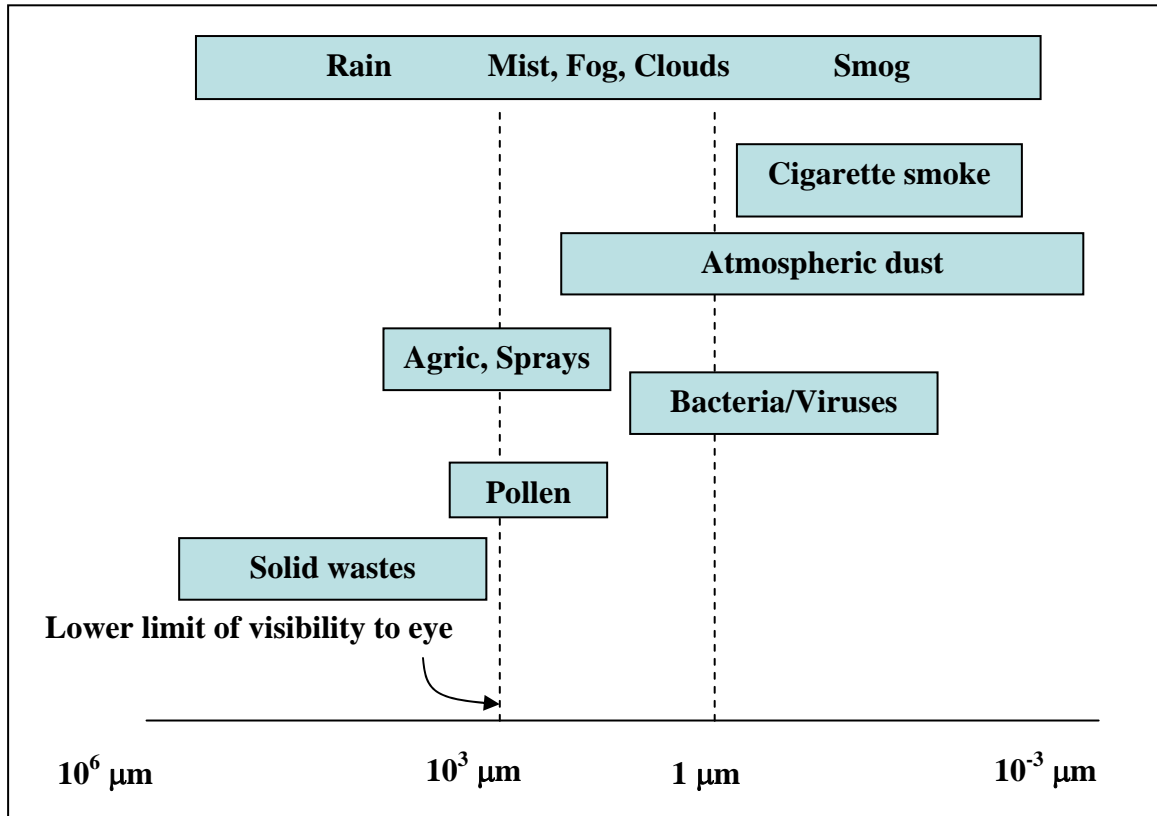 Rain Mist, Fog, Clouds Smog
Cigarette smoke
Atmospheric dust
Agric, Sprays
Bacteria/Viruses
Pollen
Solid wastes
Lower limit of visibility to eye
10⁶ μm 10³ μm 1 μm 10⁻³ μm